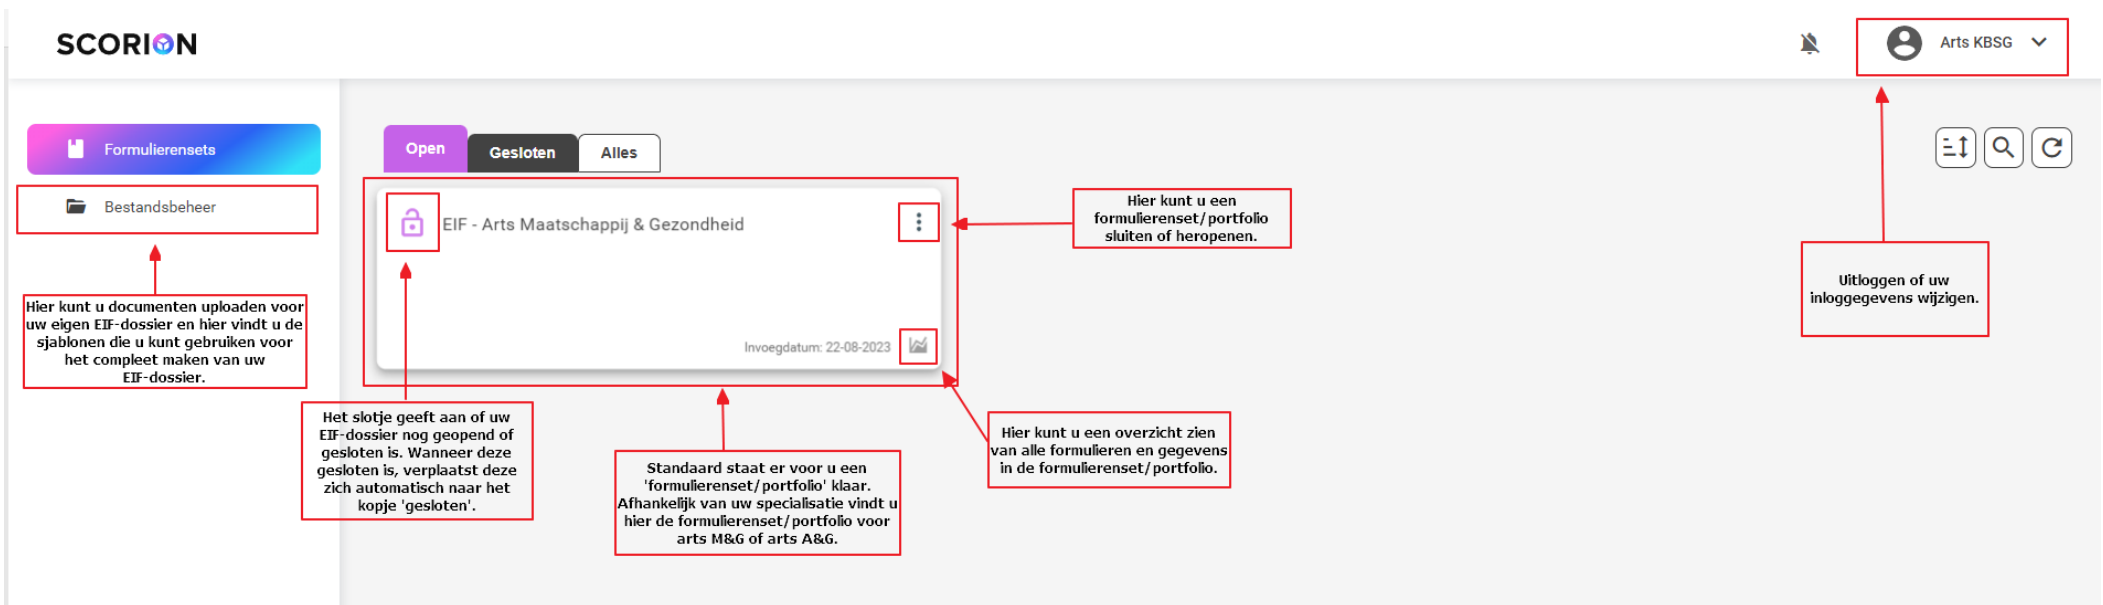 SCORION
Arts KBSG
Formulierensets
Bestandsbeheer
Open
Gesloten
Alles
EIF - Arts Maatschappij & Gezondheid
Invoegdatum: 22-08-2023
Hier kunt u een
formulierenset/portfolio
sluiten of heropenen.
Uitloggen of uw
inloggegevens wijzigen.
Hier kunt u documenten uploaden voor
uw eigen EIF-dossier en hier vindt u de
sjablonen die u kunt gebruiken voor
het compleet maken van uw
EIF-dossier.
Het slotje geeft aan of uw
EIF-dossier nog geopend of
gesloten is. Wanneer deze
gesloten is, verplaatst deze
zich automatisch naar het
kopje 'gesloten'.
Standaard staat er voor u een
'formulierenset/portfolio' klaar.
Afhankelijk van uw specialisatie vindt u
hier de formulierenset/portfolio voor
arts M&G of arts A&G.
Hier kunt u een overzicht zien
van alle formulieren en gegevens
in de formulierenset/portfolio.